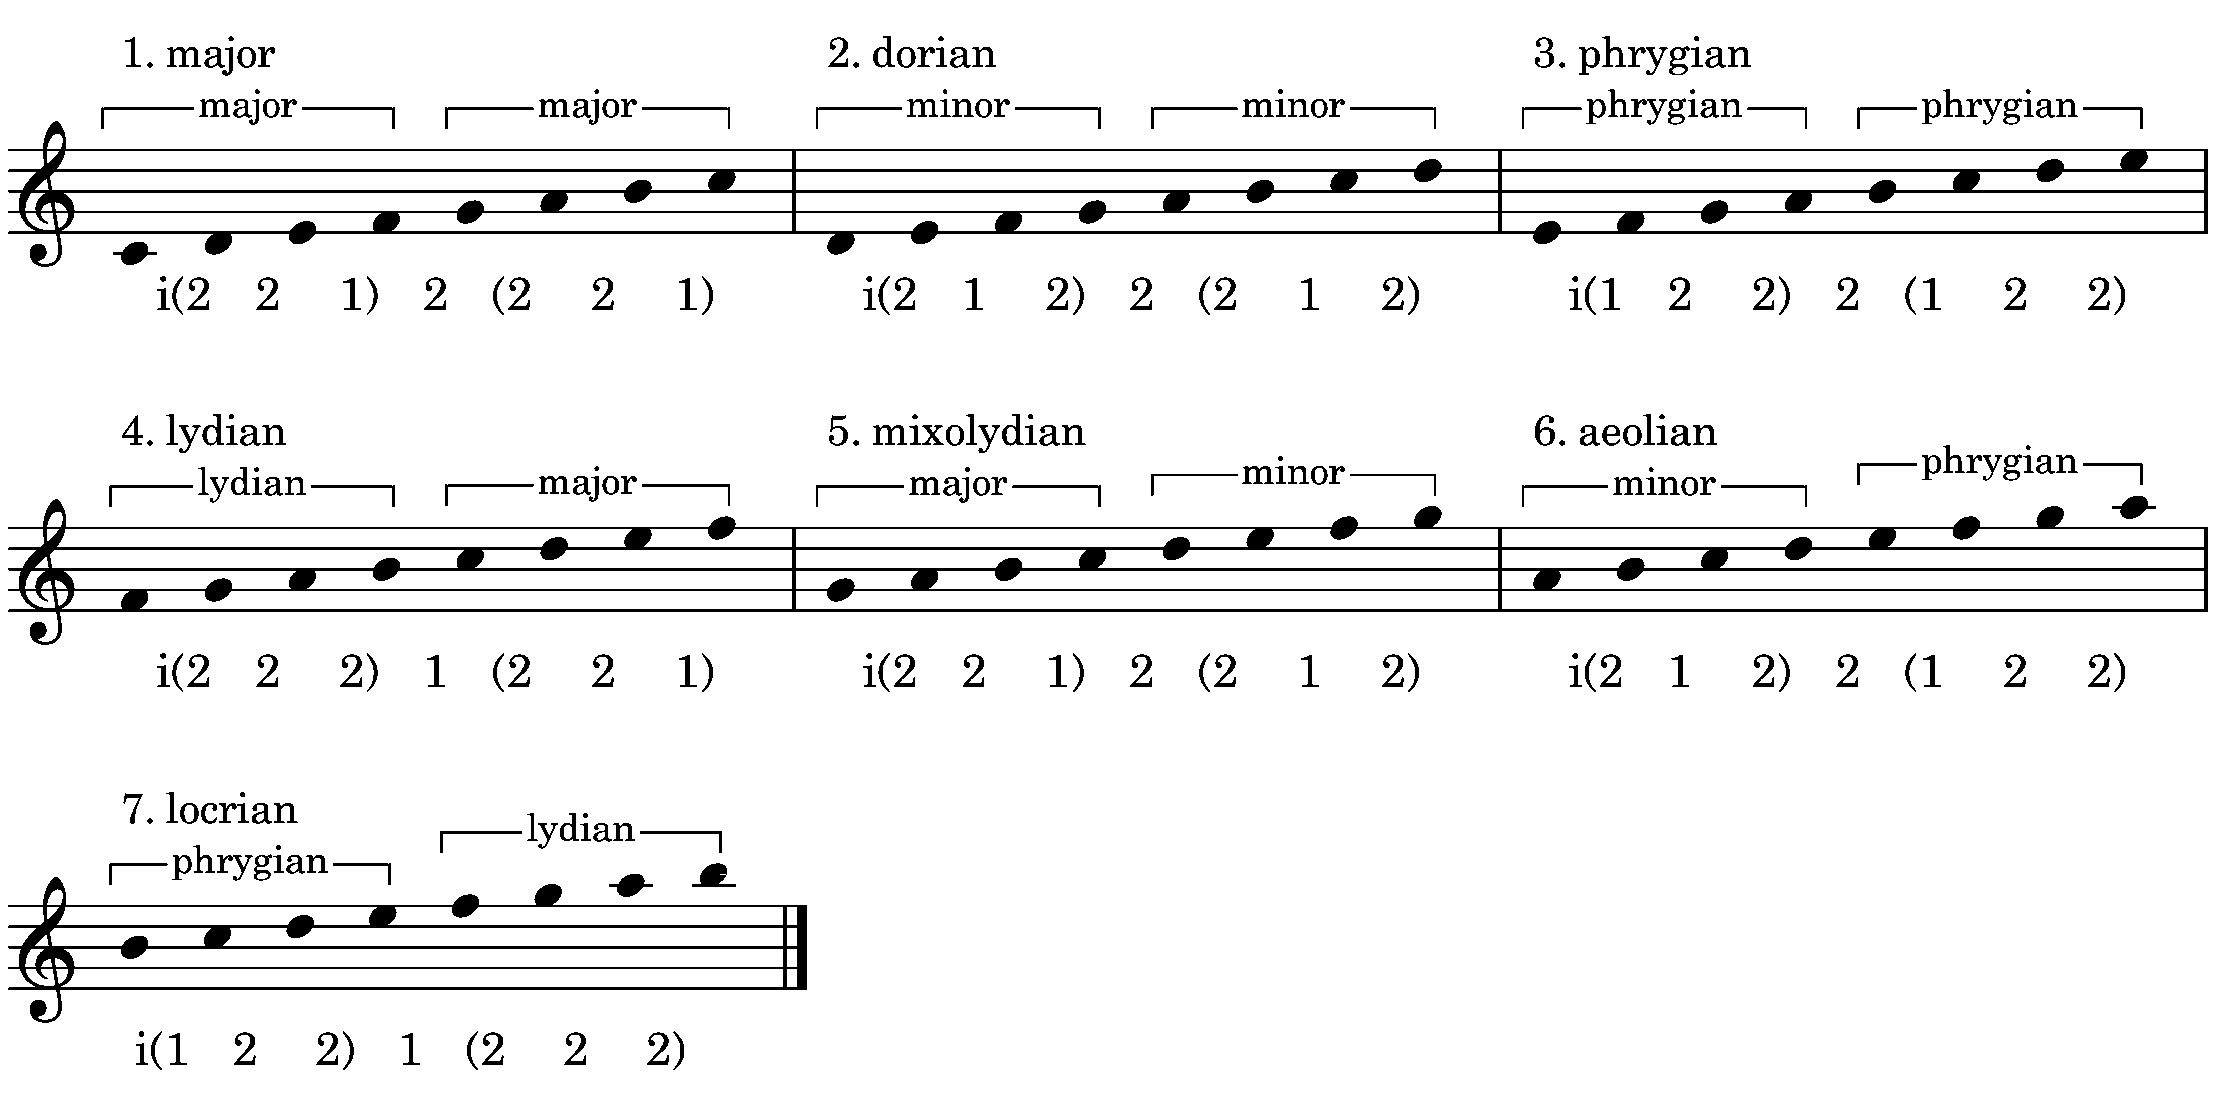 1. major 2. dorian 3. phrygian
major major minor minor phrygian phrygian
i(2 2 1) 2 (2 2 1) i(2 1 2) 2 (2 1 2) i(1 2 2) 2 (1 2 2)
4. lydian 5. mixolydian 6. aeolian
lydian major major minor minor phrygian
i(2 2 2) 1 (2 2 1) i(2 2 1) 2 (2 1 2) i(2 1 2) 2 (1 2 2)
7. locrian
phrygian lydian
i(1 2 2) 1 (2 2 2)